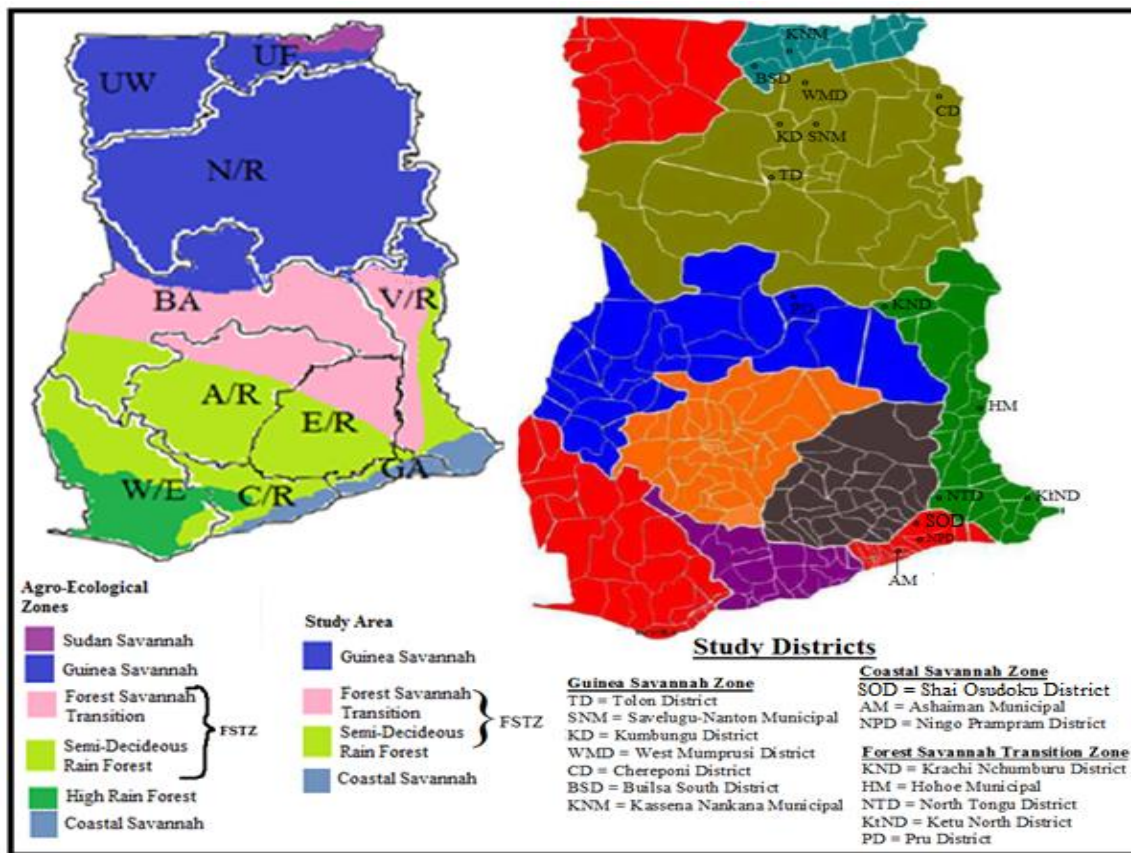 UW
UF
N/R
BA
V/R
A/R
E/R
GA
W/E
C/R
KNM
BSD
WMD
CD
KD SNM
TD
KND
HM
NTD
KtND
SOD
NPD
AM
Agro-Ecological
Zones
Sudan Savannah
Guinea Savannah
Forest Savannah
Transition
FSTZ
Semi-Decideous
Rain Forest
High Rain Forest
Coastal Savannah
Study Area
Guinea Savannah
Forest Savannah
Transition
FSTZ
Semi-Decideous
Rain Forest
Coastal Savannah
Study Districts
Guinea Savannah Zone
TD = Tolon District
SNM = Savelugu-Nanton Municipal
KD = Kumbungu District
WMD = West Mumprusi District
CD = Chereponi District
BSD = Builsa South District
KNM = Kassena Nankana Municipal
Coastal Savannah Zone
SOD = Shai Osudoku District
AM = Ashaiman Municipal
NPD = Ningo Prampram District
Forest Savannah Transition Zone
KND = Krachi Nchumburu District
HM = Hohoe Municipal
NTD = North Tongu District
KtND = Ketu North District
PD = Pru District